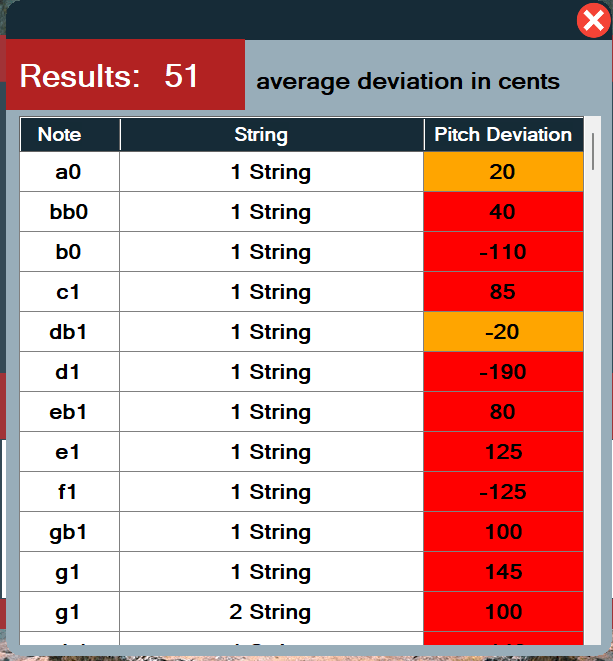 Results: 51 average deviation in cents
Note String Pitch Deviation
a0 1 String 20
bb0 1 String 40
b0 1 String -110
c1 1 String 85
db1 1 String -20
d1 1 String -190
eb1 1 String 80
e1 1 String 125
f1 1 String -125
gb1 1 String 100
g1 1 String 145
g1 2 String 100